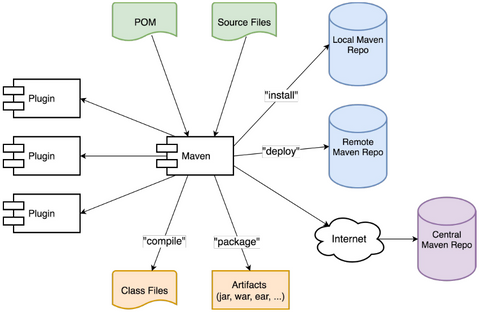 POM
Source Files
Local Maven
Repo
Plugin
"install"
Remote
Maven Repo
Plugin
Maven
"deploy"
Plugin
Central
Maven Repo
Internet
"compile"
"package"
Class Files
Artifacts
(jar, war, ear, ...)